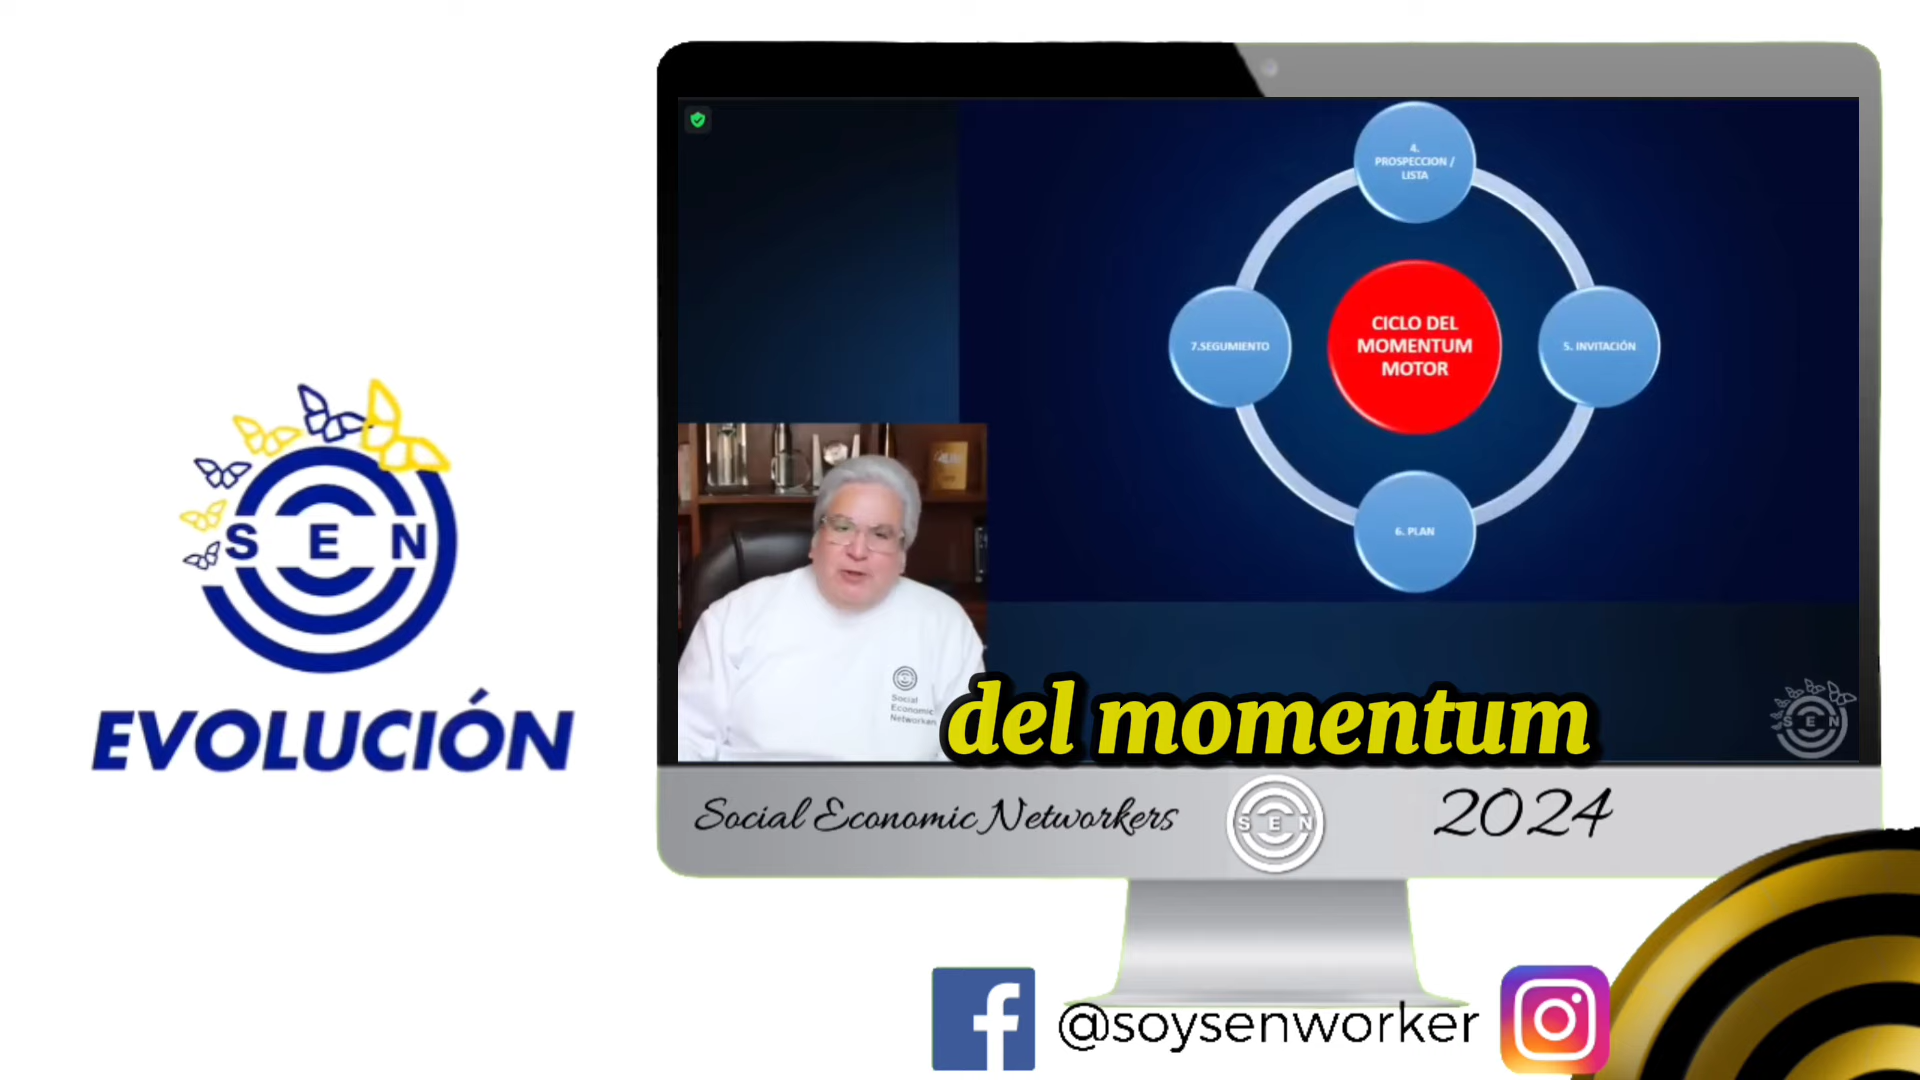 S E N
EVOLUCIÓN
4.
PROSPECCION /
LISTA
CICLO DEL
MOMENTUM
MOTOR
7.SEGUMIENTO
5. INVITACIÓN
6. PLAN
Social
Economic
Networkers
del momentum
S E N
Social Economic Networkers
S E N
2024
@soysenworker